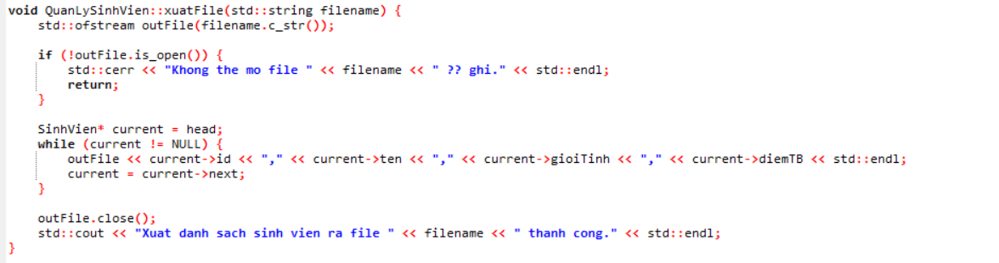 void QuanLySinhVien::xuatFile(std::string filename) {
    std::ofstream outFile(filename.c_str());

    if (!outFile.is_open()) {
        std::cerr << "Khong the mo file " << filename << " ?? ghi." << std::endl;
        return;
    }

    SinhVien* current = head;
    while (current != NULL) {
        outFile << current->id << "," << current->ten << "," << current->gioiTinh << "," << current->diemTB << std::endl;
        current = current->next;
    }

    outFile.close();
    std::cout << "Xuat danh sach sinh vien ra file " << filename << " thanh cong." << std::endl;
}